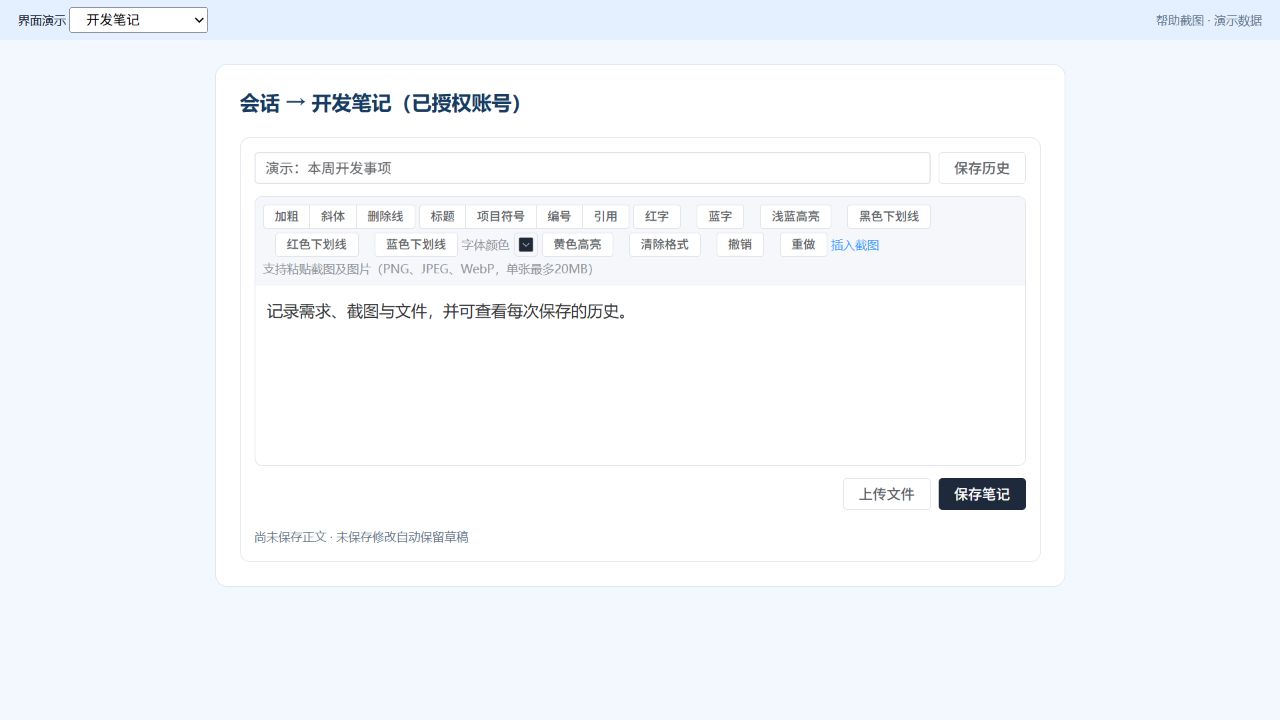 界面演示 开发笔记 帮助截图 · 演示数据
会话 → 开发笔记（已授权账号）
演示：本周开发事项 保存历史
加粗 斜体 删除线 标题 项目符号 编号 引用 红字 蓝字 浅蓝高亮 黑色下划线
红色下划线 蓝色下划线 字体颜色 黄色高亮 清除格式 撤销 重做 插入截图
支持粘贴截图及图片（PNG、JPEG、WebP，单张最多20MB）
记录需求、截图与文件，并可查看每次保存的历史。
上传文件 保存笔记
尚未保存正文 · 未保存修改自动保留草稿